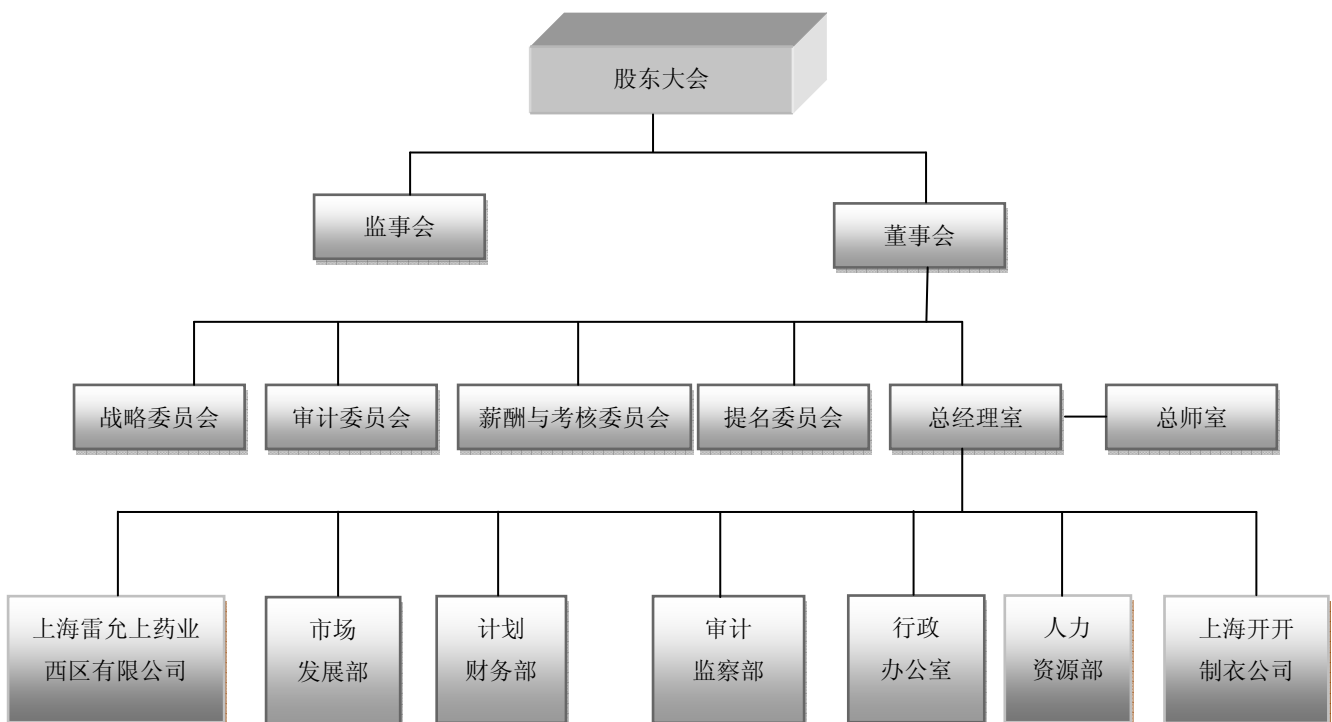 股东大会
监事会
董事会
战略委员会
审计委员会
薪酬与考核委员会
提名委员会
总经理室
总师室
上海雷允上药业
西区有限公司
市场
发展部
计划
财务部
审计
监察部
行政
办公室
人力
资源部
上海开开
制衣公司